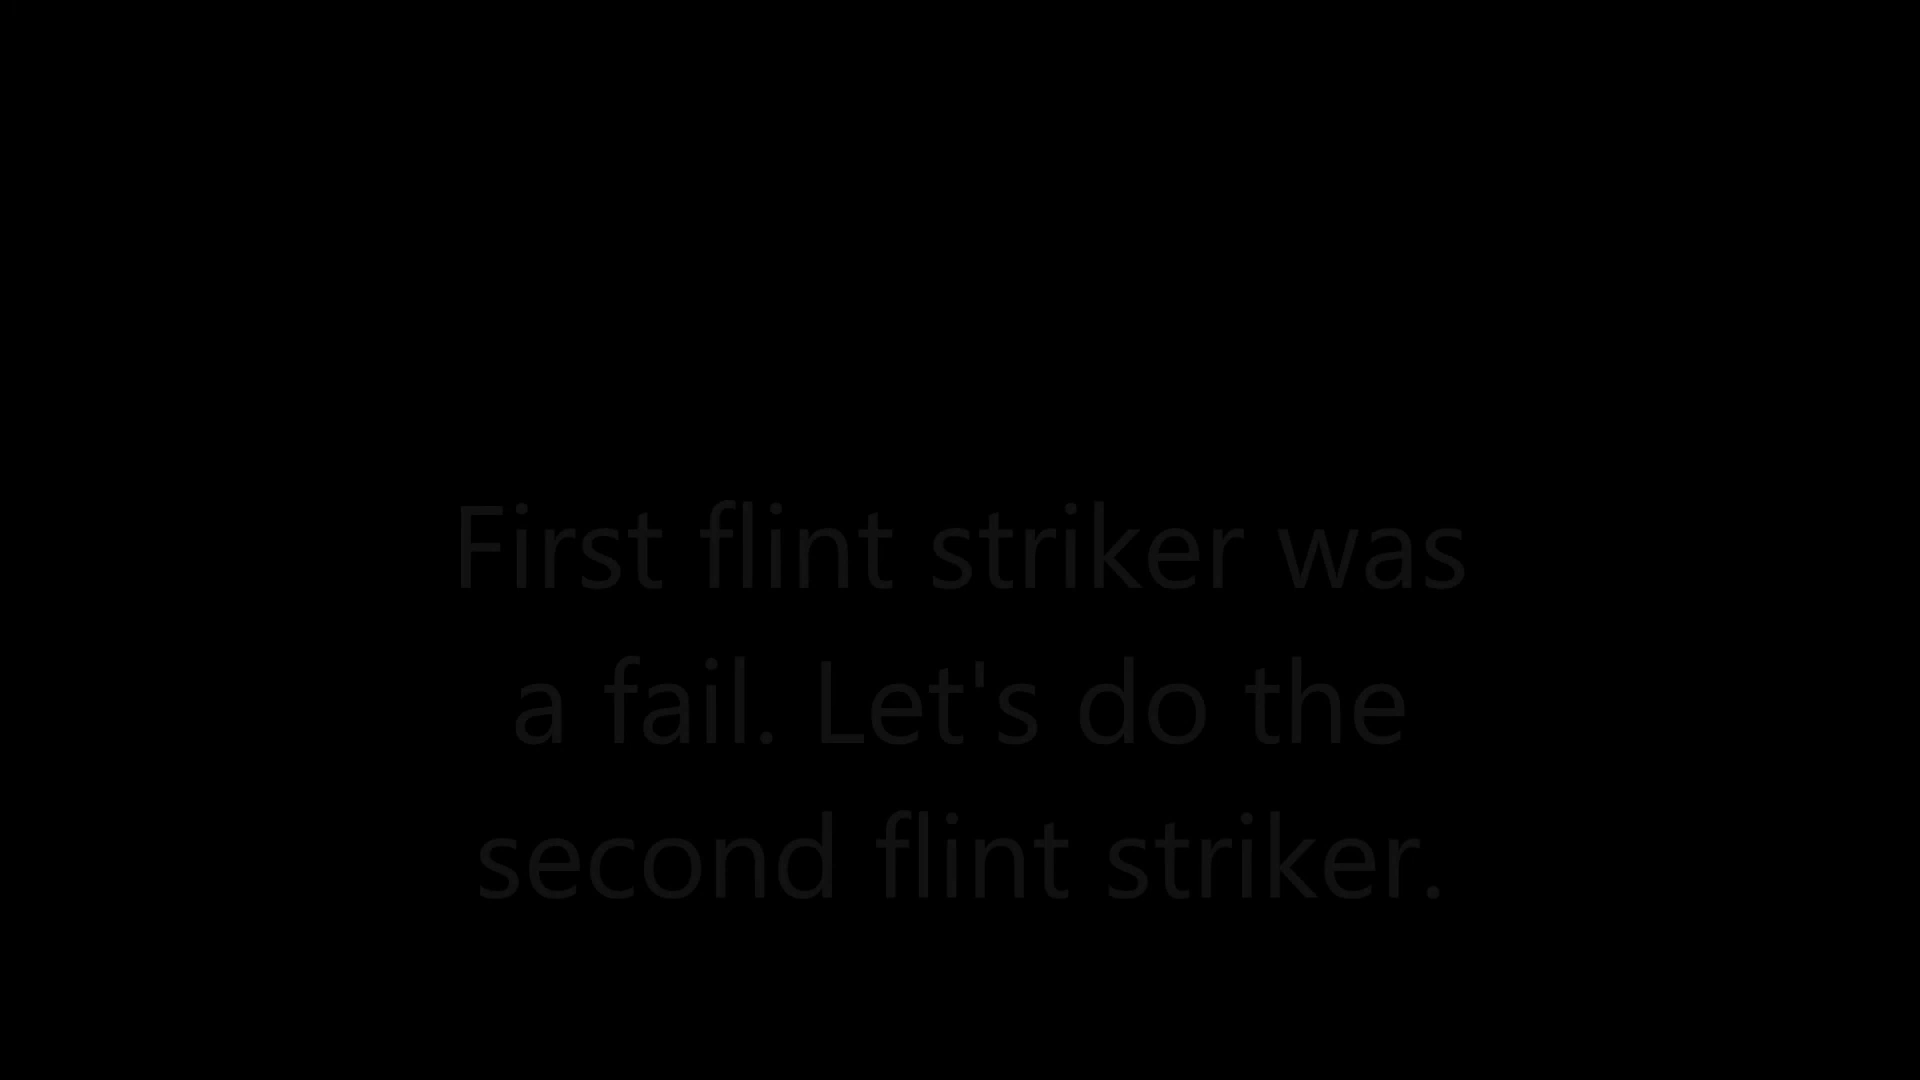 First flint striker was
a fail. Let's do the
second flint striker.